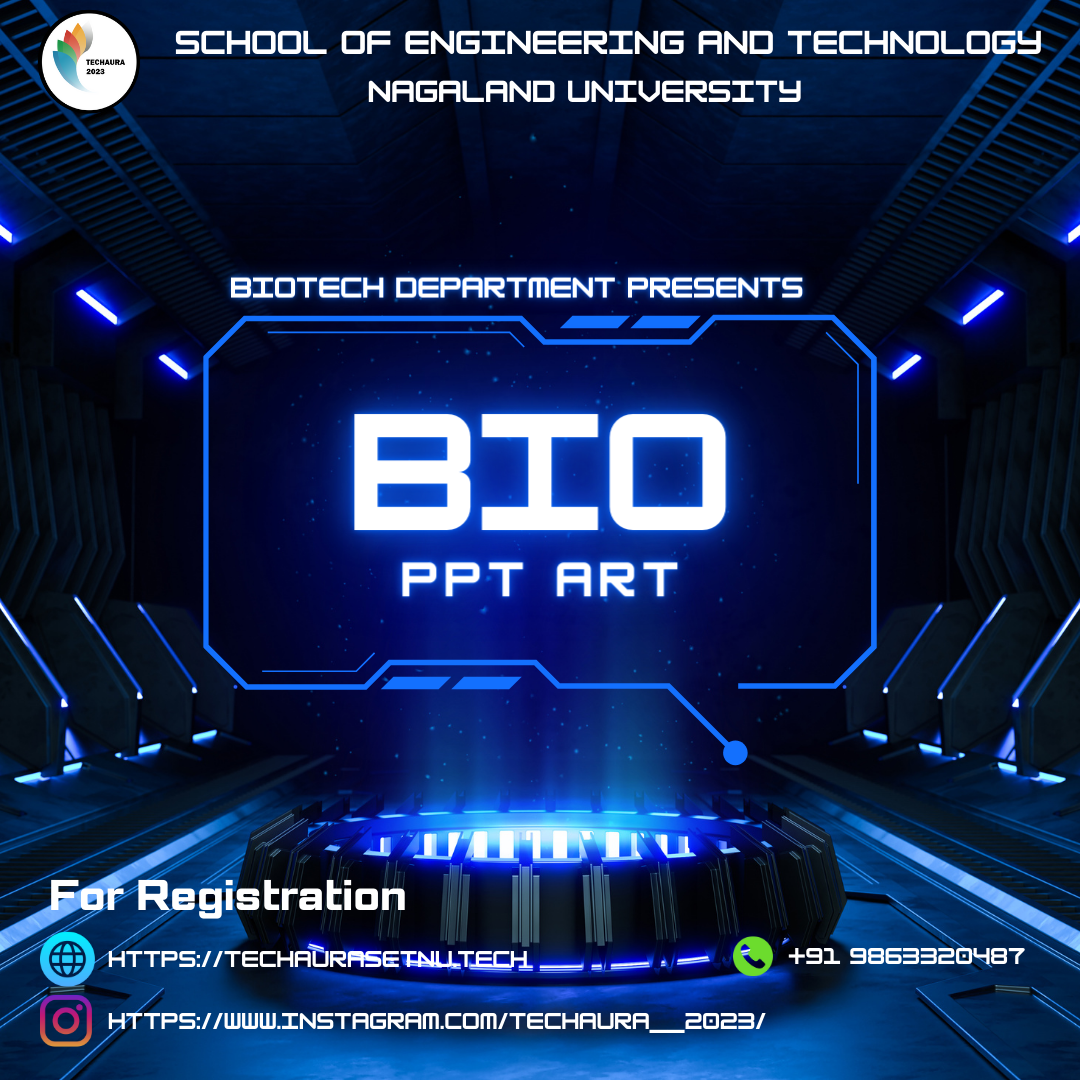 TECHAURA
2023
SCHOOL OF ENGINEERING AND TECHNOLOGY
NAGALAND UNIVERSITY
BIOTECH DEPARTMENT PRESENTS
BIO
PPT ART
For Registration
HTTPS://TECHAURASETNU.TECH
+91 9863320487
HTTPS://WWW.INSTAGRAM.COM/TECHAURA__2023/